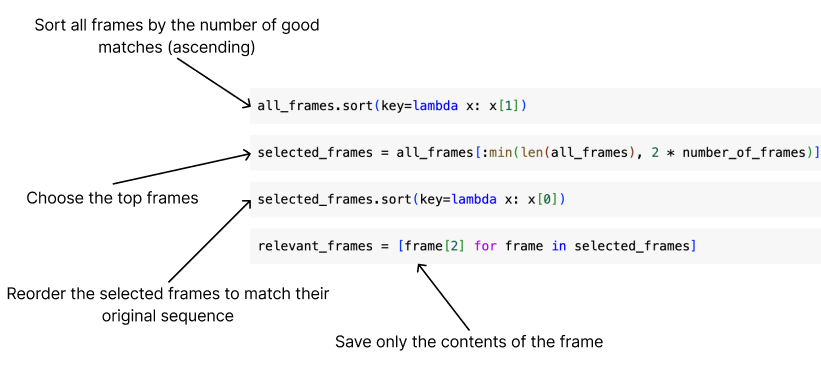 Sort all frames by the number of good
matches (ascending)
all_frames.sort(key=lambda x: x[1])
selected_frames = all_frames[:min(len(all_frames), 2 * number_of_frames)]
Choose the top frames
selected_frames.sort(key=lambda x: x[0])
relevant_frames = [frame[2] for frame in selected_frames]
Reorder the selected frames to match their
original sequence
Save only the contents of the frame